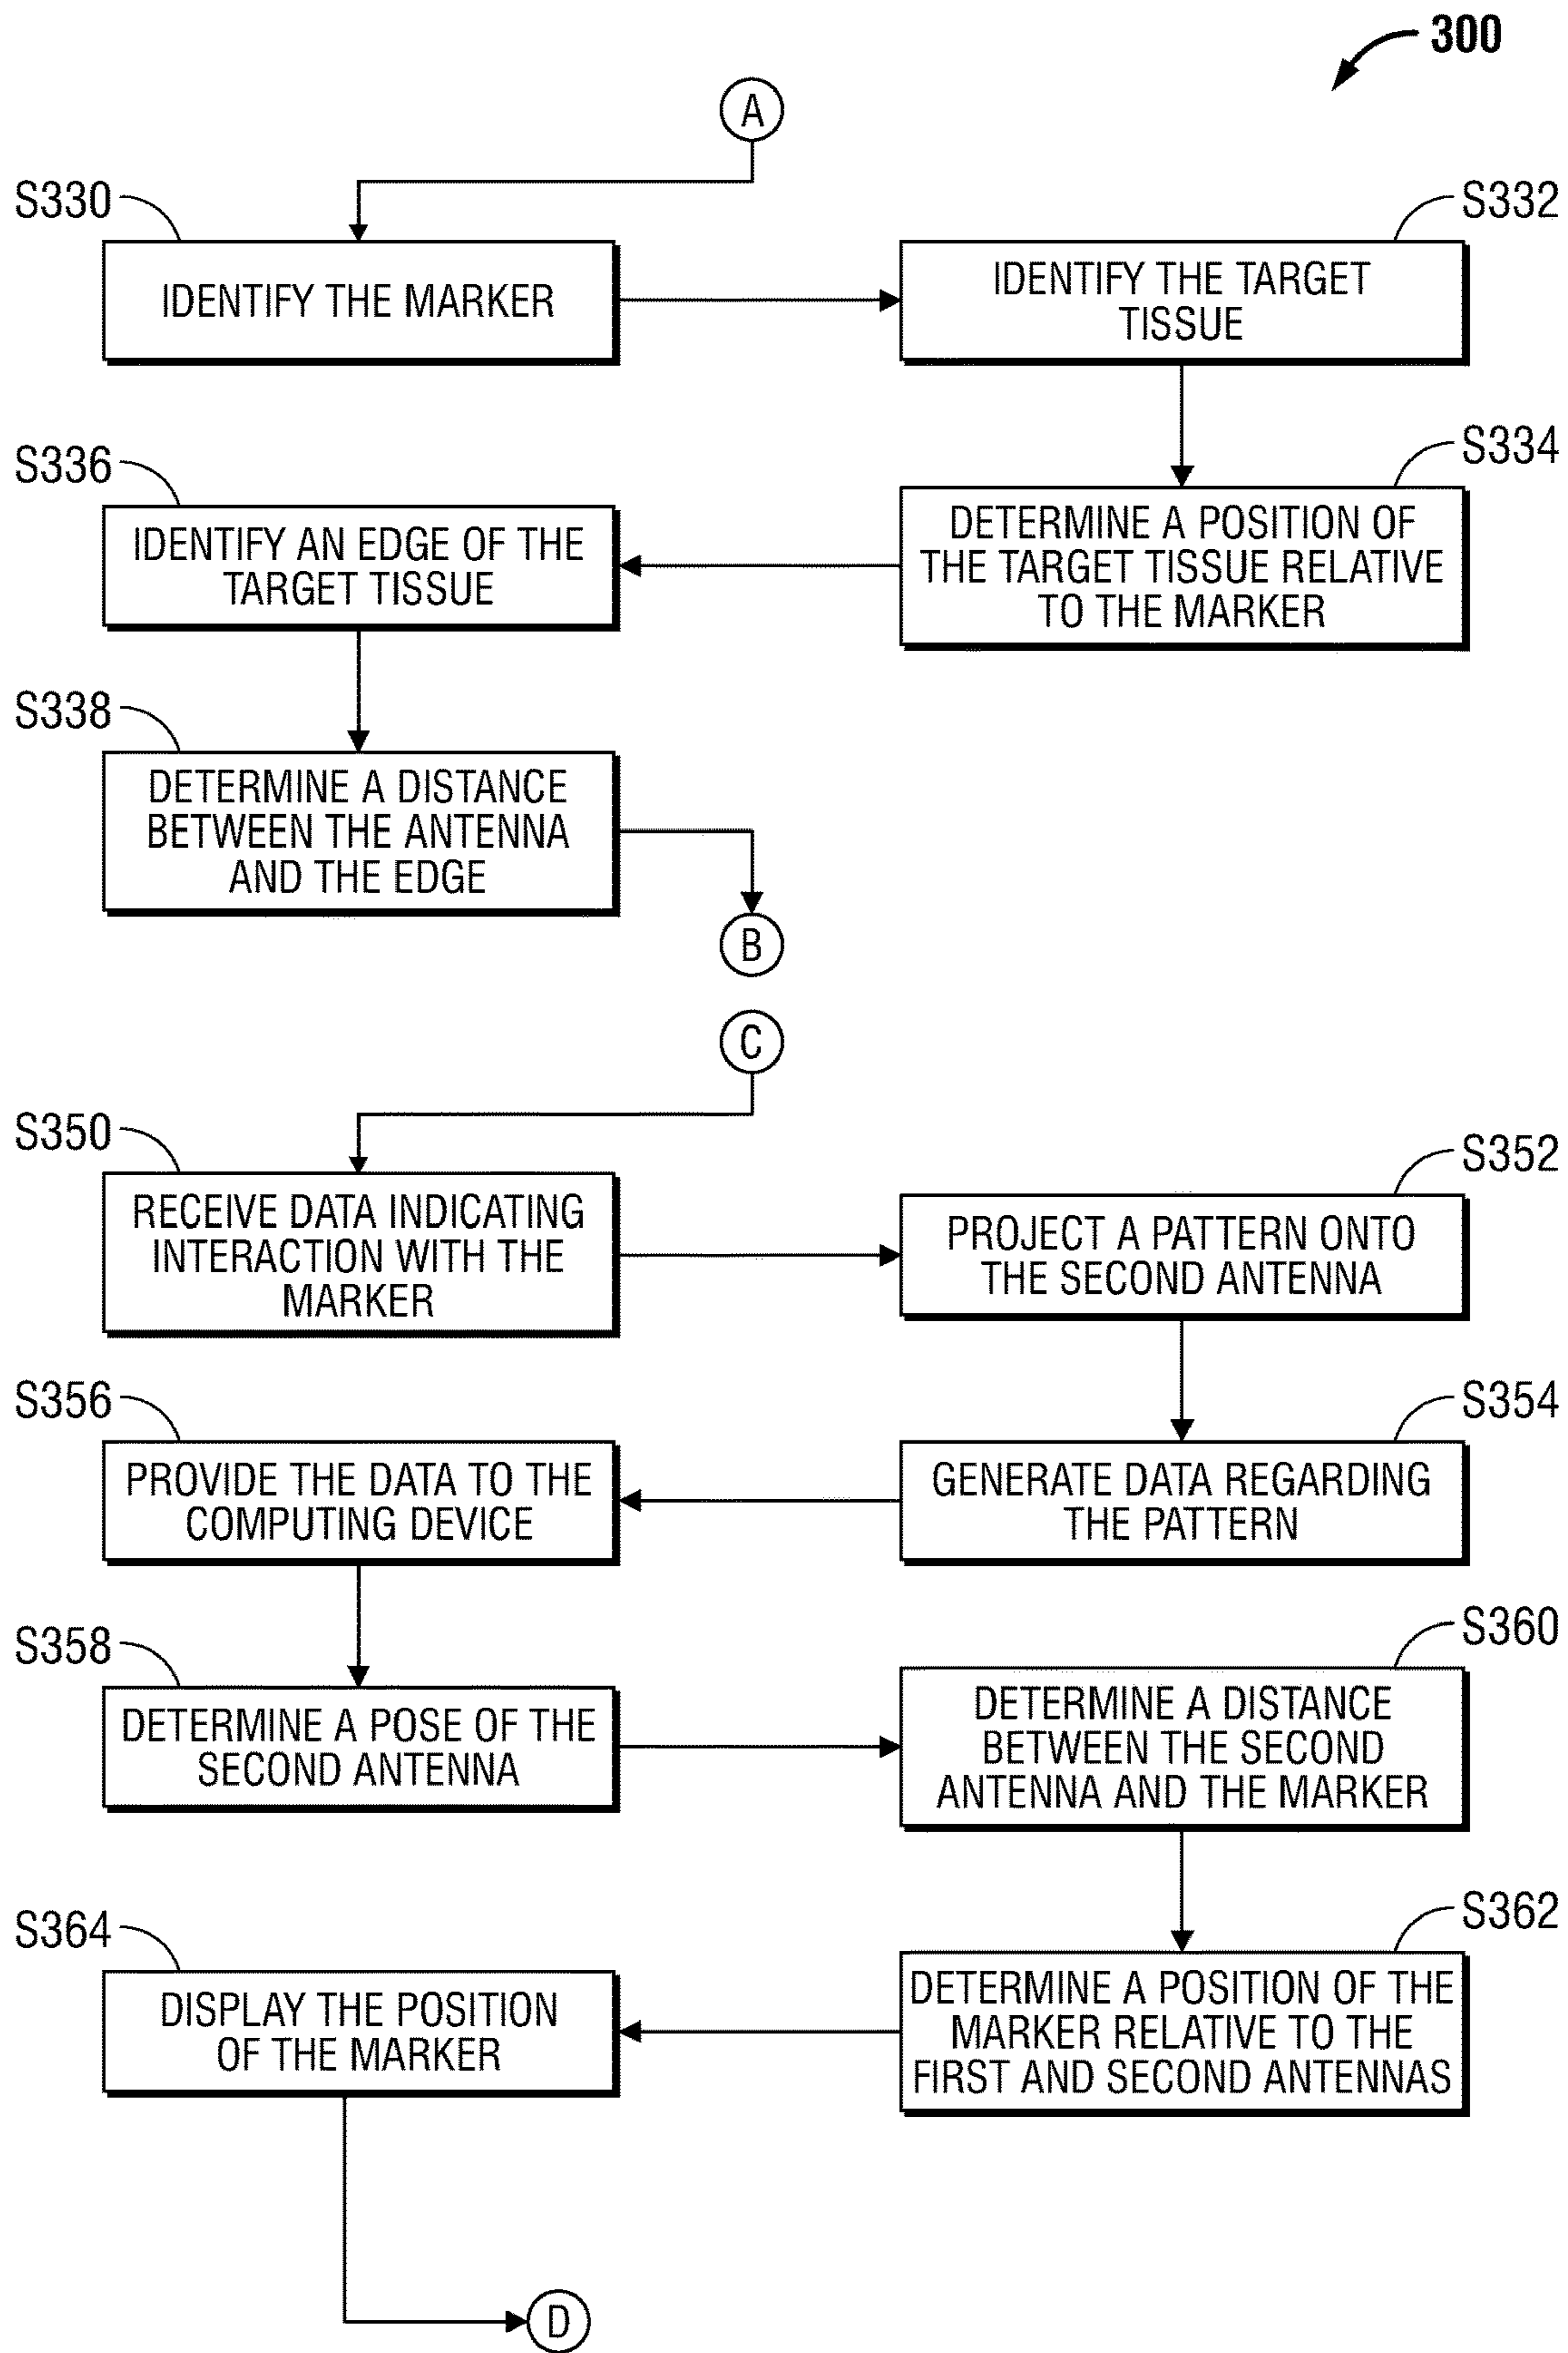 300
A
S330
IDENTIFY THE MARKER
S332
IDENTIFY THE TARGET
TISSUE
S334
DETERMINE A POSITION OF
THE TARGET TISSUE RELATIVE
TO THE MARKER
S336
IDENTIFY AN EDGE OF THE
TARGET TISSUE
S338
DETERMINE A DISTANCE
BETWEEN THE ANTENNA
AND THE EDGE
B
C
S350
RECEIVE DATA INDICATING
INTERACTION WITH THE
MARKER
S352
PROJECT A PATTERN ONTO
THE SECOND ANTENNA
S354
GENERATE DATA REGARDING
THE PATTERN
S356
PROVIDE THE DATA TO THE
COMPUTING DEVICE
S358
DETERMINE A POSE OF THE
SECOND ANTENNA
S360
DETERMINE A DISTANCE
BETWEEN THE SECOND
ANTENNA AND THE MARKER
S362
DETERMINE A POSITION OF THE
MARKER RELATIVE TO THE
FIRST AND SECOND ANTENNAS
S364
DISPLAY THE POSITION
OF THE MARKER
D